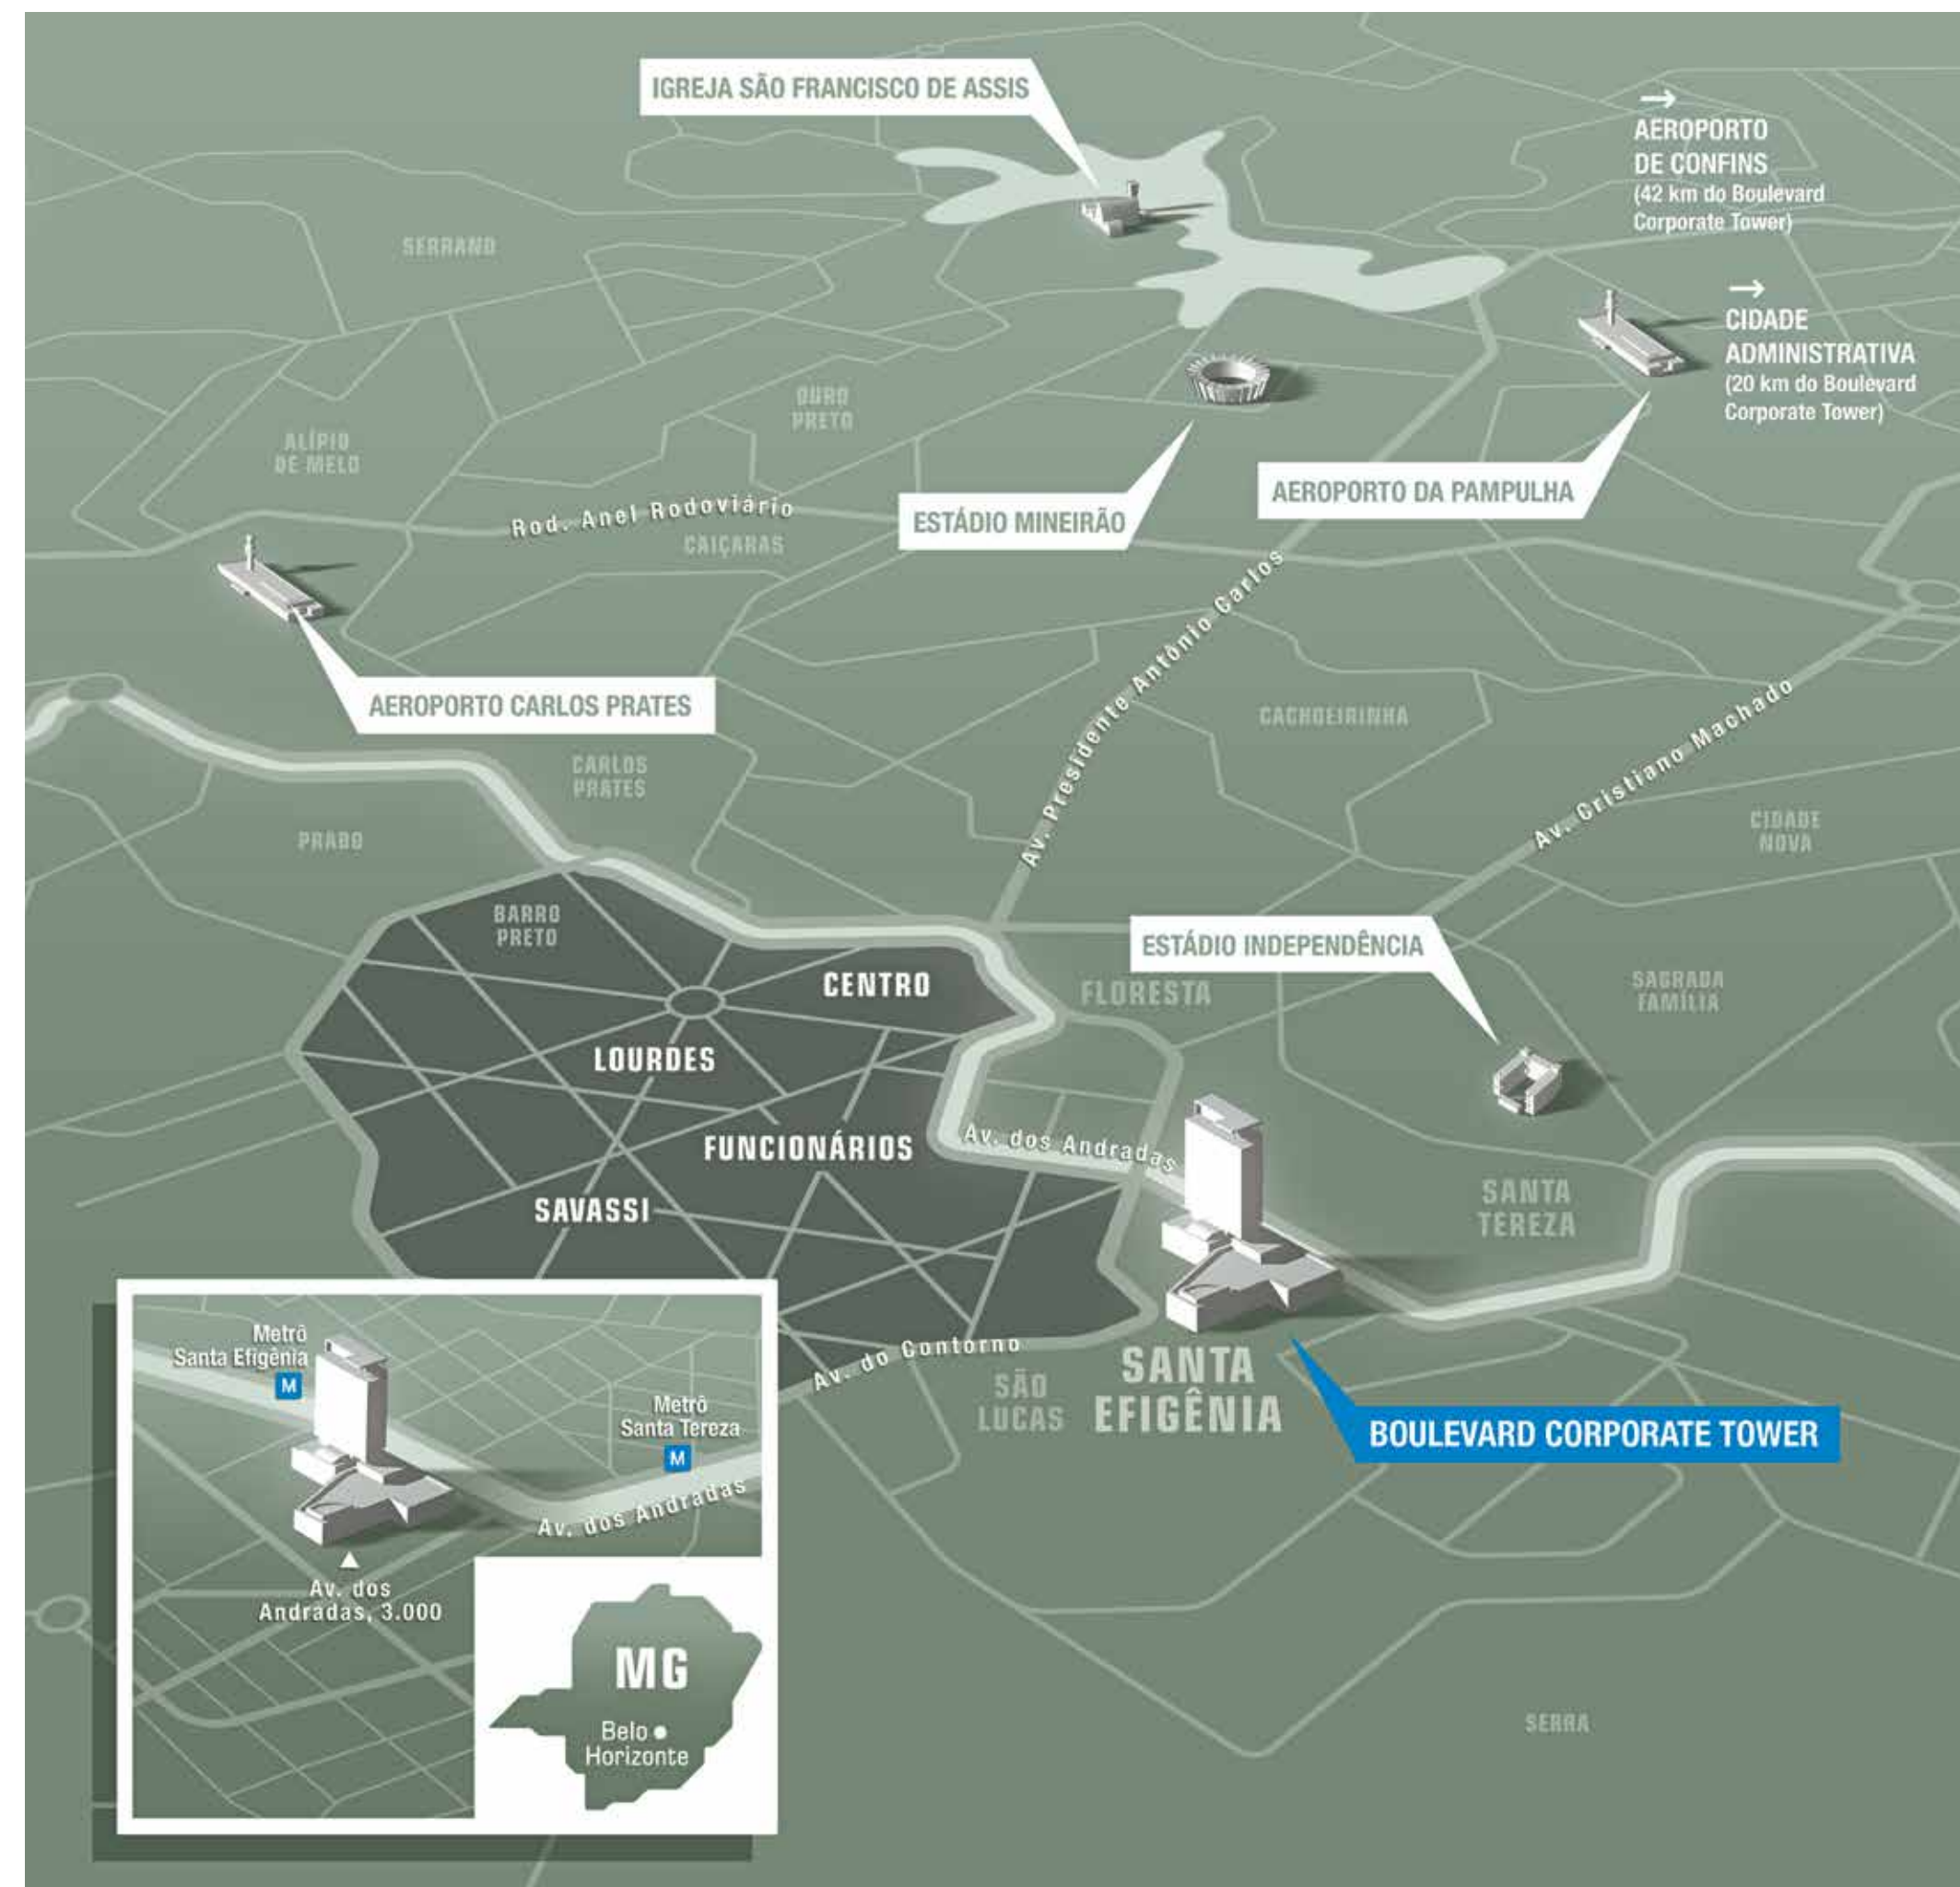 IGREJA SÃO FRANCISCO DE ASSIS
→
AEROPORTO
DE CONFINS
(42 km do Boulevard
Corporate Tower)
SERRANO
→
CIDADE
ADMINISTRATIVA
(20 km do Boulevard
Corporate Tower)
OURO
PRETO
ALÍPIO
DE MELO
AEROPORTO DA PAMPULHA
Rod. Anel Rodoviário
ESTÁDIO MINEIRÃO
CAIÇARAS
AEROPORTO CARLOS PRATES
Av. Presidente Antônio Carlos
CACHOEIRINHA
Av. Cristiano Machado
CARLOS
PRATES
PRADO
CIDADE
NOVA
BARRO
PRETO
ESTÁDIO INDEPENDÊNCIA
CENTRO
FLORESTA
SAGRADA
FAMÍLIA
LOURDES
FUNCIONÁRIOS
Av. dos Andradas
SAVASSI
SANTA
TEREZA
Av. do Contorno
SÃO
LUCAS
SANTA
EFIGÊNIA
BOULEVARD CORPORATE TOWER
Metrô
Santa Efigênia
M
Metrô
Santa Tereza
M
Av. dos Andradas
Av. dos
Andradas, 3.000
MG
Belo
Horizonte
SERRA